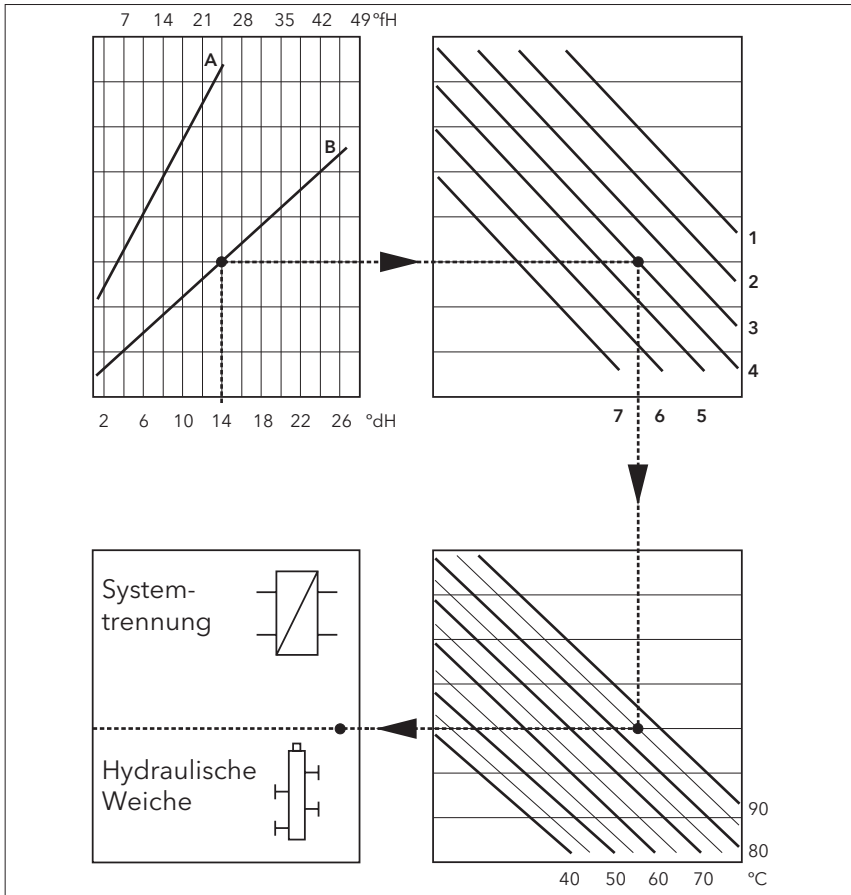 7 14 21 28 35 42 49 °fH
A
B
2 6 10 14 18 22 26 °dH
1
2
3
4
7 6 5
System-
trennung
Hydraulische
Weiche
90
80
40 50 60 70 °C